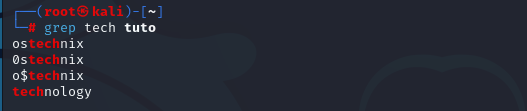 ┌──(root㉿kali)-[~]
└─# grep tech tuto
ostechnix
0stechnix
o$technix
technology